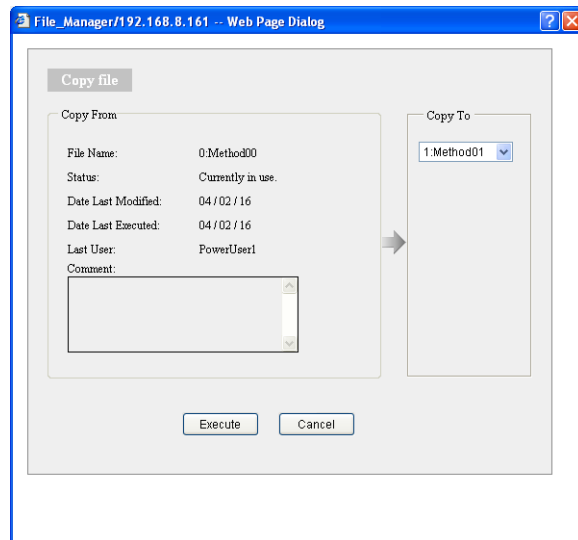 File_Manager/192.168.8.161 -- Web Page Dialog
Copy file
Copy From
File Name: 0:Method00
Status: Currently in use.
Date Last Modified: 04 / 02 / 16
Date Last Executed: 04 / 02 / 16
Last User: PowerUser1
Comment:
Copy To
1:Method01
Execute Cancel